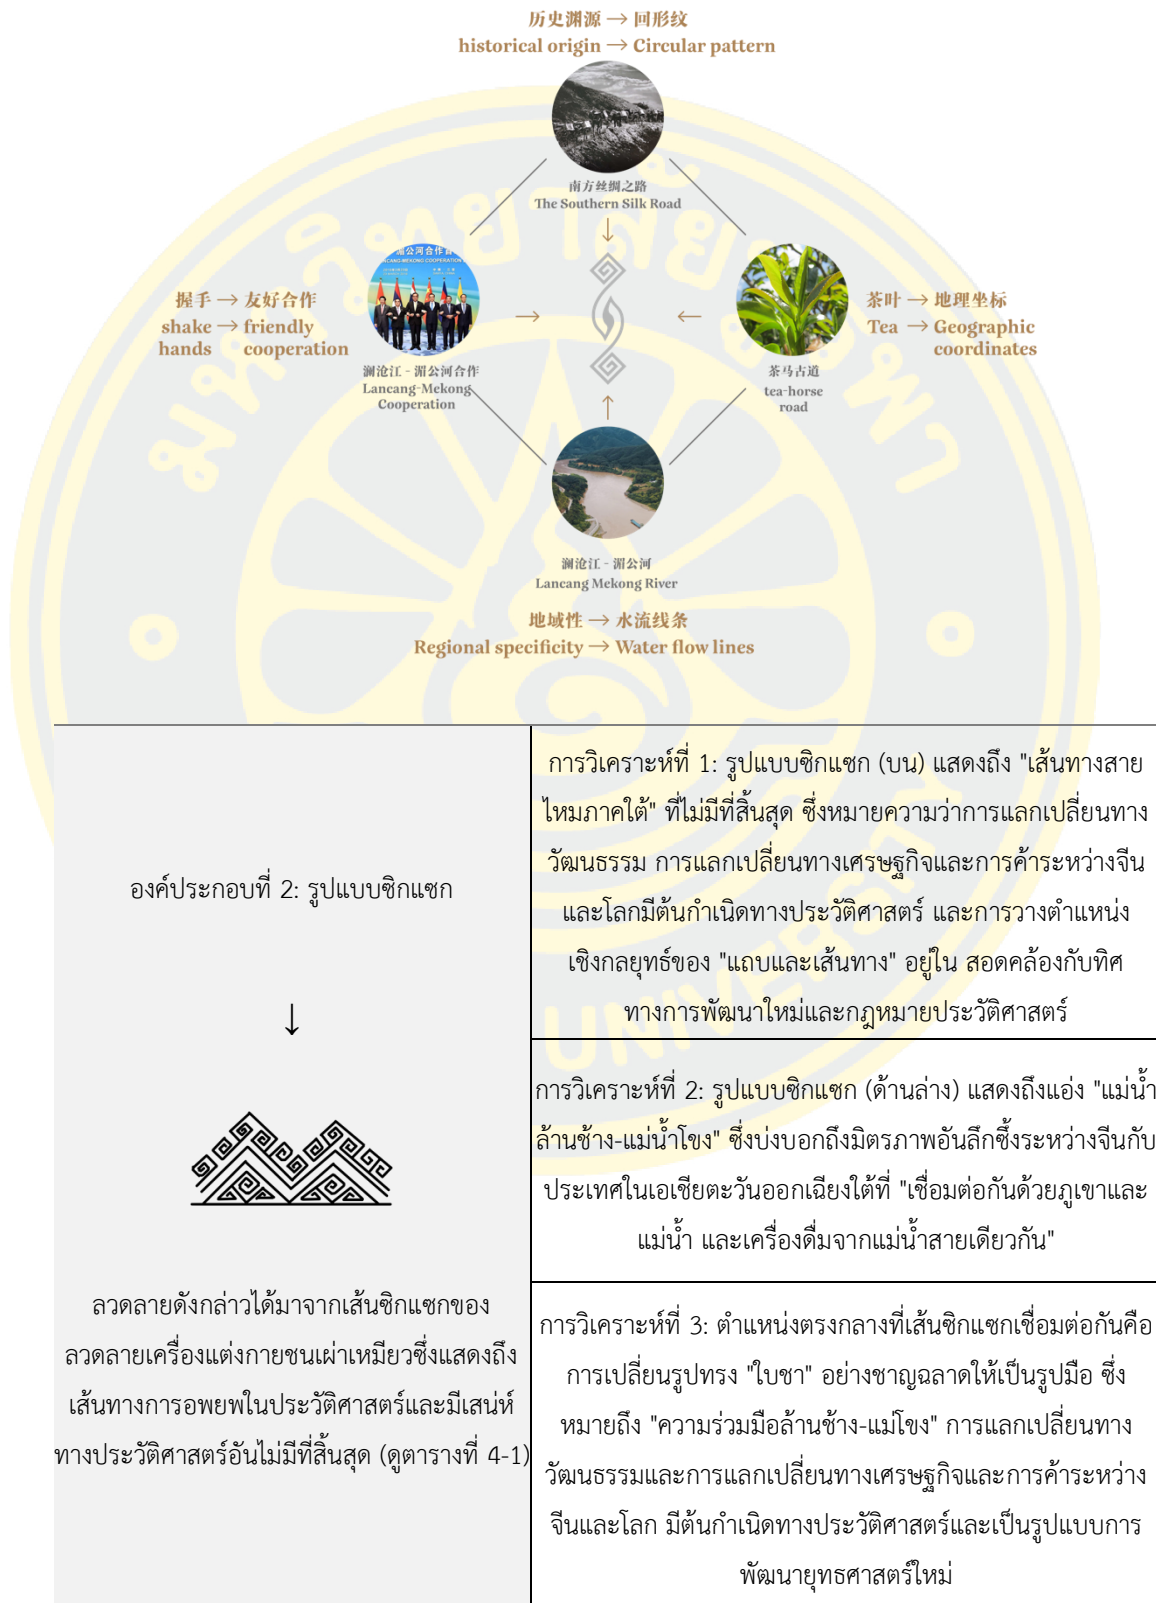 历史渊源 → 回形纹
historical origin → Circular pattern
南方丝绸之路
The Southern Silk Road
湄公河合作首
LANCANG-MEKONG COOPERATION
握手 → 友好合作
shake → friendly
hands cooperation
澜沧江 - 湄公河合作
Lancang-Mekong
Cooperation
茶叶 → 地理坐标
Tea → Geographic
coordinates
茶马古道
tea-horse
road
澜沧江 - 湄公河
Lancang Mekong River
地域性 → 水流线条
Regional specificity → Water flow lines
มหาวิทยาลัยบูรพา
UNIVERSITY
องค์ประกอบที่ 2: รูปแบบซิกแซก
↓
ลวดลายดังกล่าวได้มาจากเส้นซิกแซกของ
ลวดลายเครื่องแต่งกายชนเผ่าเหมียวซึ่งแสดงถึง
เส้นทางการอพยพในประวัติศาสตร์และมีเสน่ห์
ทางประวัติศาสตร์อันไม่มีที่สิ้นสุด (ดูตารางที่ 4-1)
การวิเคราะห์ที่ 1: รูปแบบซิกแซก (บน) แสดงถึง "เส้นทางสาย
ไหมภาคใต้" ที่ไม่มีที่สิ้นสุด ซึ่งหมายความว่าการแลกเปลี่ยนทาง
วัฒนธรรม การแลกเปลี่ยนทางเศรษฐกิจและการค้าระหว่างจีน
และโลกมีต้นกำเนิดทางประวัติศาสตร์ และการวางตำแหน่ง
เชิงกลยุทธ์ของ "แถบและเส้นทาง" อยู่ใน สอดคล้องกับทิศ
ทางการพัฒนาใหม่และกฎหมายประวัติศาสตร์
การวิเคราะห์ที่ 2: รูปแบบซิกแซก (ด้านล่าง) แสดงถึงแอ่ง "แม่น้ำ
ล้านช้าง-แม่น้ำโขง" ซึ่งบ่งบอกถึงมิตรภาพอันลึกซึ้งระหว่างจีนกับ
ประเทศในเอเชียตะวันออกเฉียงใต้ที่ "เชื่อมต่อกันด้วยภูเขาและ
แม่น้ำ และเครื่องดื่มจากแม่น้ำสายเดียวกัน"
การวิเคราะห์ที่ 3: ตำแหน่งตรงกลางที่เส้นซิกแซกเชื่อมต่อกันคือ
การเปลี่ยนรูปทรง "ใบชา" อย่างชาญฉลาดให้เป็นรูปมือ ซึ่ง
หมายถึง "ความร่วมมือล้านช้าง-แม่โขง" การแลกเปลี่ยนทาง
วัฒนธรรมและการแลกเปลี่ยนทางเศรษฐกิจและการค้าระหว่าง
จีนและโลก มีต้นกำเนิดทางประวัติศาสตร์และเป็นรูปแบบการ
พัฒนายุทธศาสตร์ใหม่